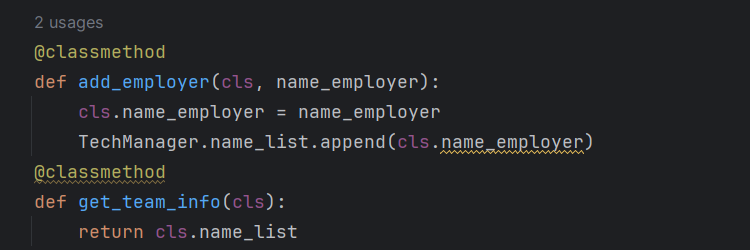 2 usages
@classmethod
def add_employer(cls, name_employer):
    cls.name_employer = name_employer
    TechManager.name_list.append(cls.name_employer)
@classmethod
def get_team_info(cls):
    return cls.name_list